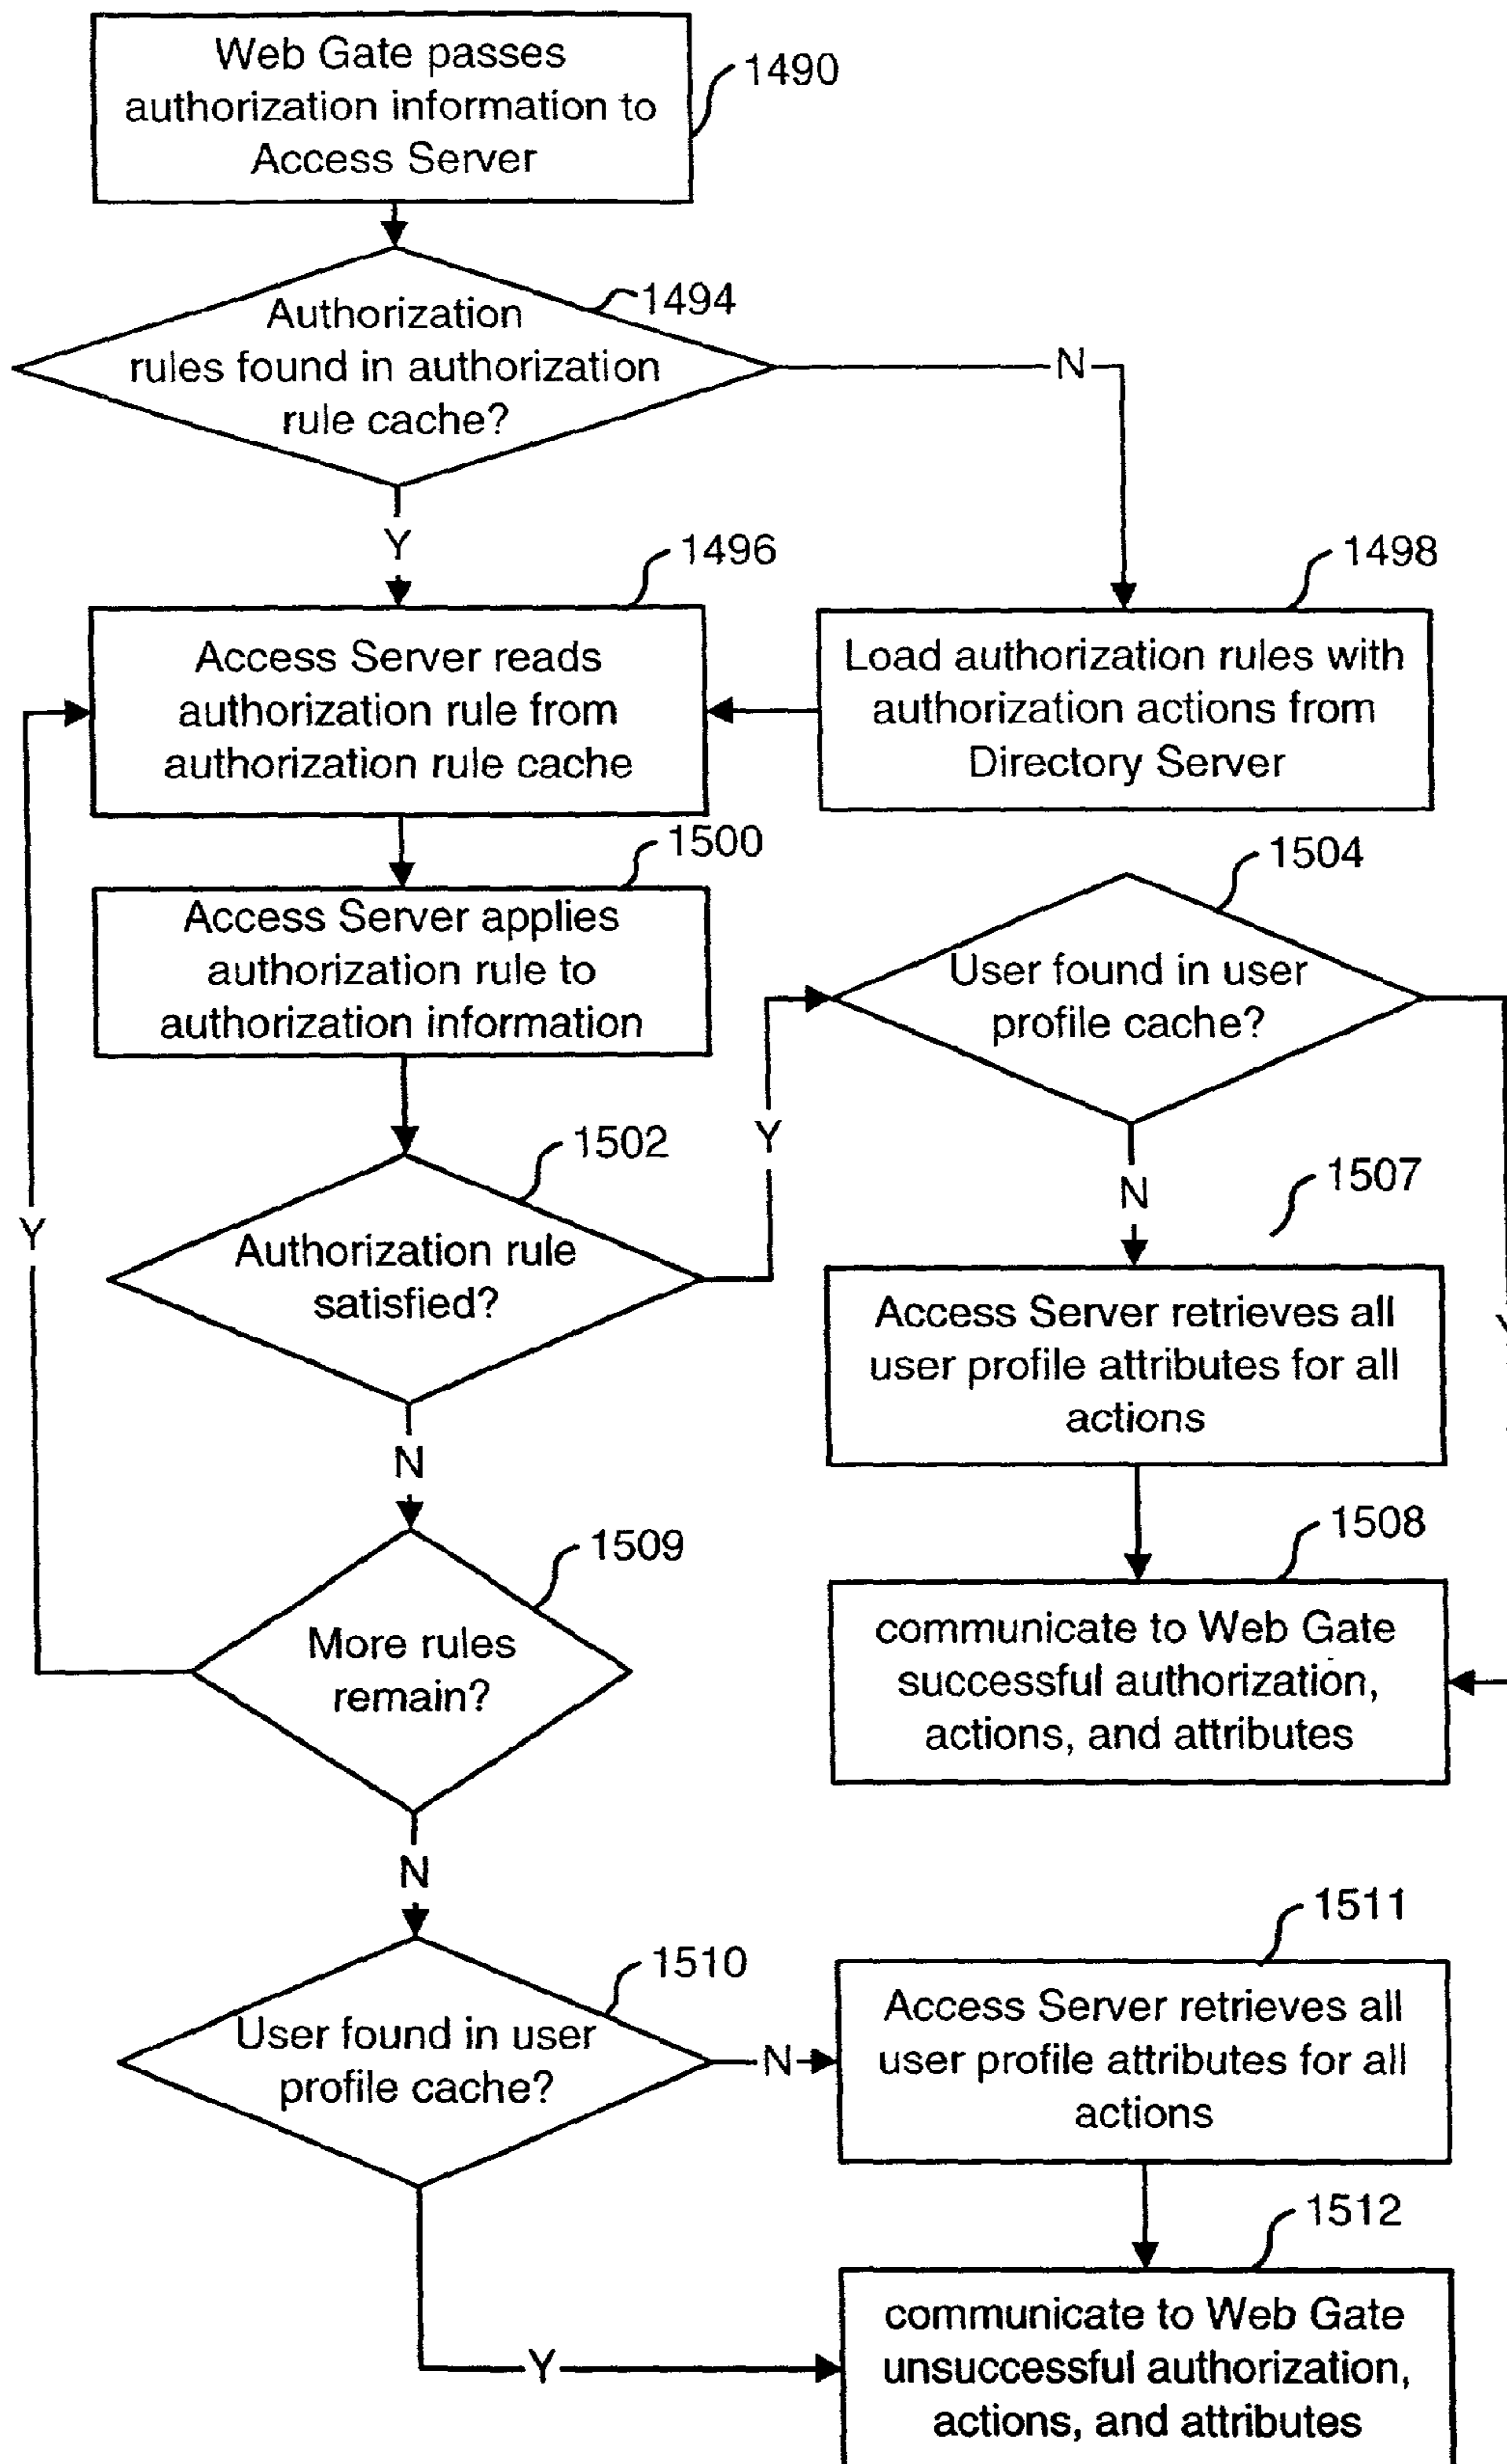 Web Gate passes
authorization information to
Access Server
1490
Authorization
rules found in authorization
rule cache?
1494
N
Y
1496
Access Server reads
authorization rule from
authorization rule cache
1498
Load authorization rules with
authorization actions from
Directory Server
1500
Access Server applies
authorization rule to
authorization information
1504
User found in user
profile cache?
Y
1502
Authorization rule
satisfied?
Y
N
1507
Access Server retrieves all
user profile attributes for all
actions
Y
N
1508
communicate to Web Gate
successful authorization,
actions, and attributes
1509
More rules
remain?
N
1510
User found in user
profile cache?
N
1511
Access Server retrieves all
user profile attributes for all
actions
Y
1512
communicate to Web Gate
unsuccessful authorization,
actions, and attributes